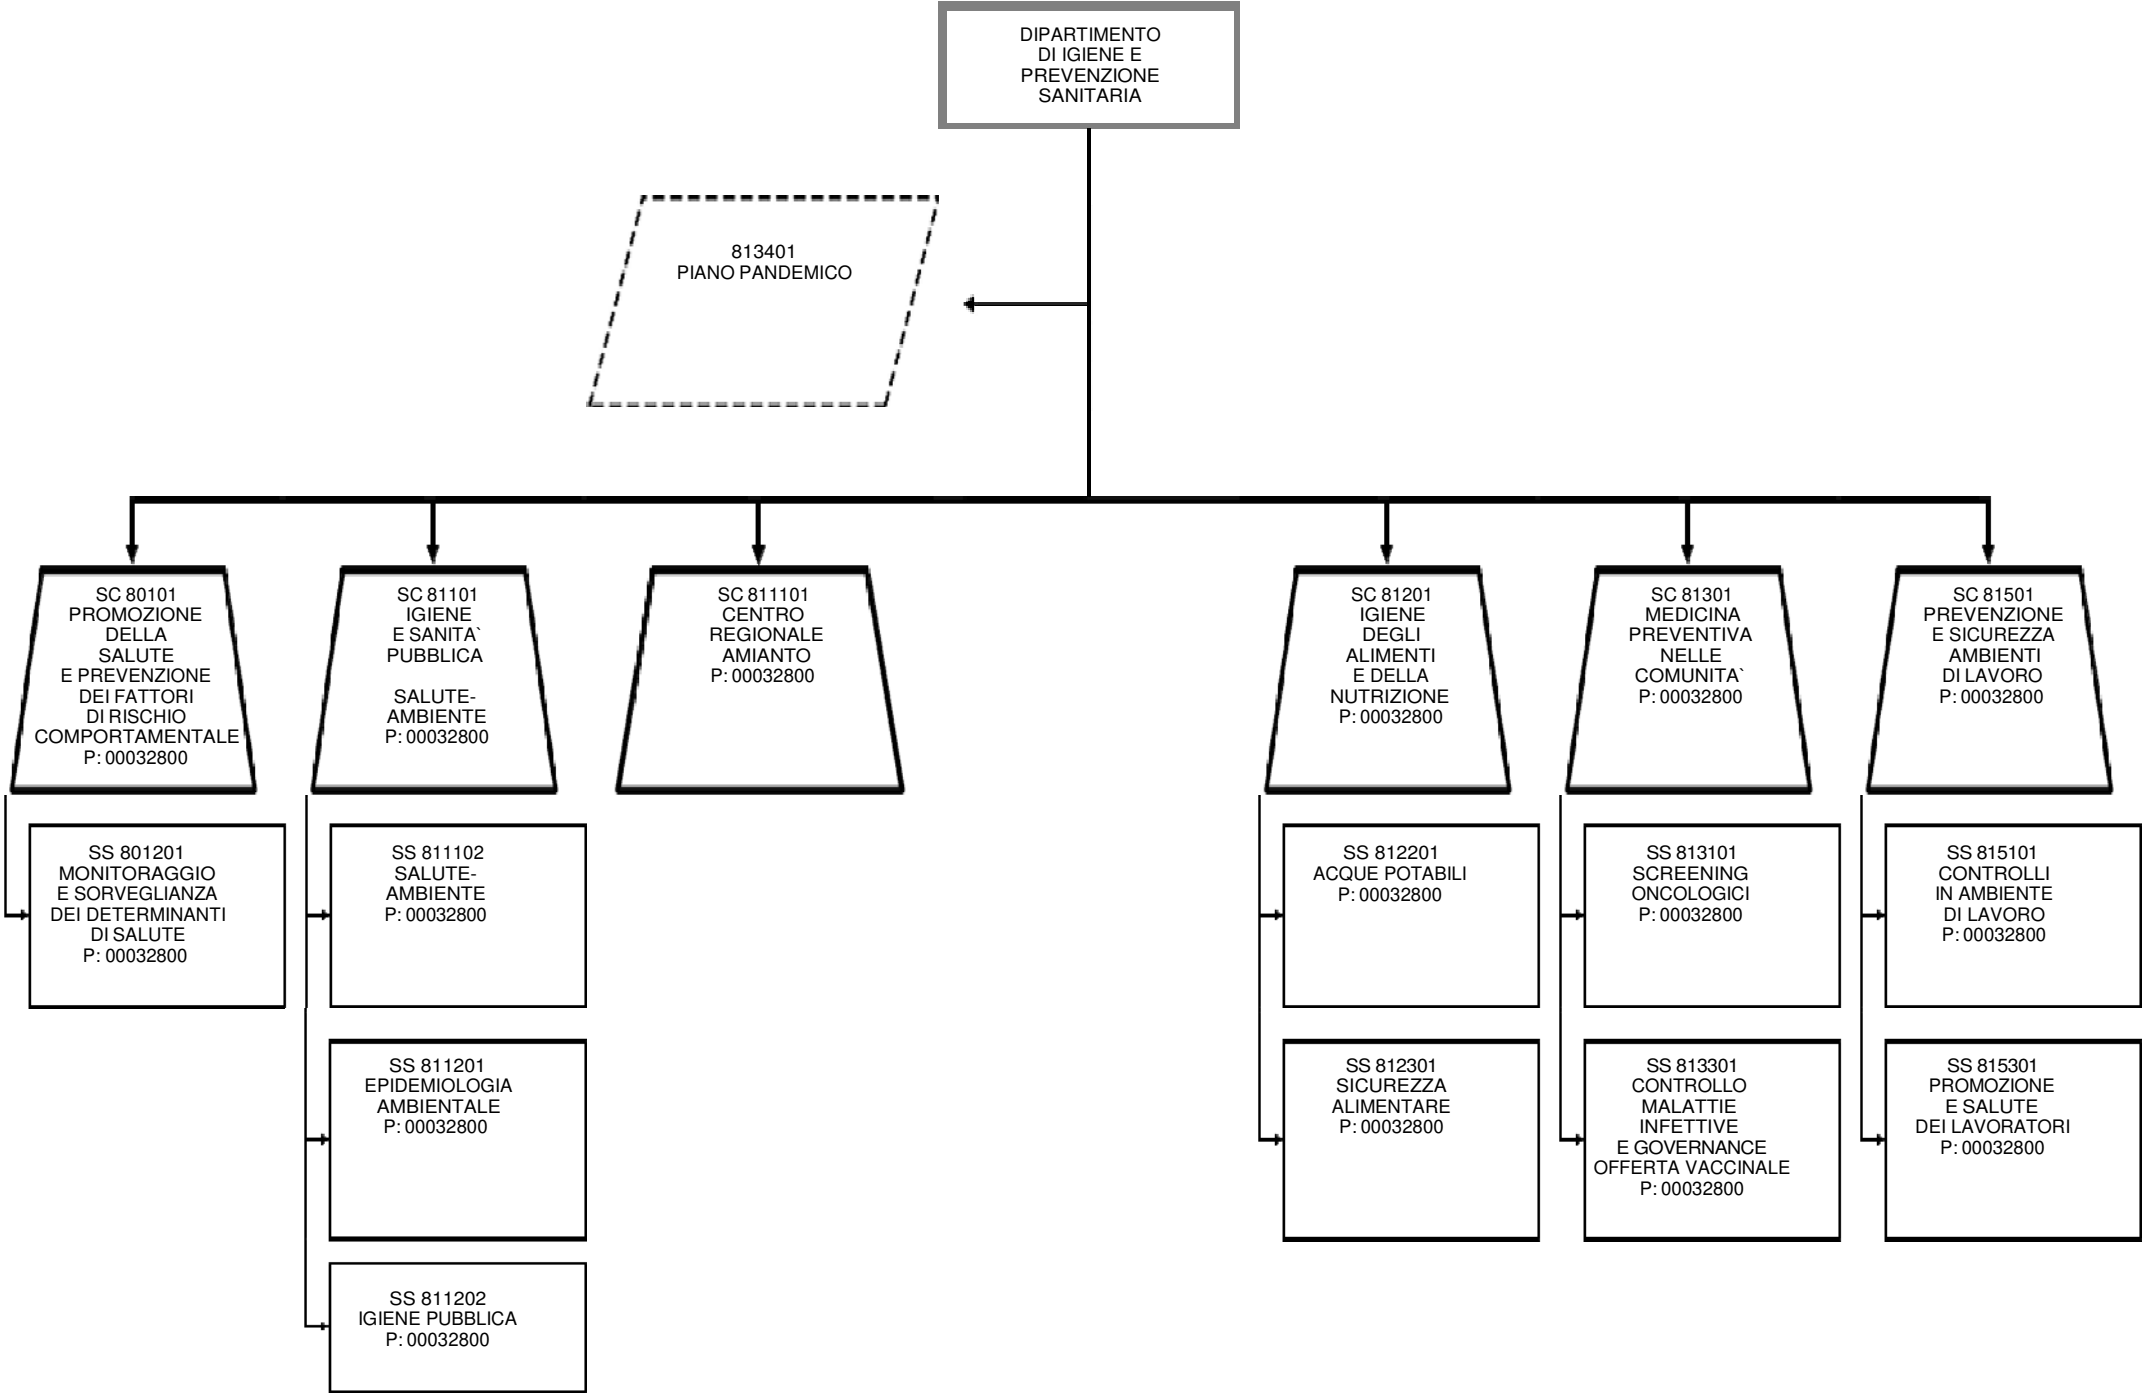 DIPARTIMENTO
DI IGIENE E
PREVENZIONE
SANITARIA
813401
PIANO PANDEMICO
SC 80101
PROMOZIONE
DELLA
SALUTE
E PREVENZIONE
DEI FATTORI
DI RISCHIO
COMPORTAMENTALE
P: 00032800
SC 81101
IGIENE
E SANITA`
PUBBLICA
SALUTE-
AMBIENTE
P: 00032800
SC 811101
CENTRO
REGIONALE
AMIANTO
P: 00032800
SC 81201
IGIENE
DEGLI
ALIMENTI
E DELLA
NUTRIZIONE
P: 00032800
SC 81301
MEDICINA
PREVENTIVA
NELLE
COMUNITA`
P: 00032800
SC 81501
PREVENZIONE
E SICUREZZA
AMBIENTI
DI LAVORO
P: 00032800
SS 801201
MONITORAGGIO
E SORVEGLIANZA
DEI DETERMINANTI
DI SALUTE
P: 00032800
SS 811102
SALUTE-
AMBIENTE
P: 00032800
SS 812201
ACQUE POTABILI
P: 00032800
SS 813101
SCREENING
ONCOLOGICI
P: 00032800
SS 815101
CONTROLLI
IN AMBIENTE
DI LAVORO
P: 00032800
SS 811201
EPIDEMIOLOGIA
AMBIENTALE
P: 00032800
SS 812301
SICUREZZA
ALIMENTARE
P: 00032800
SS 813301
CONTROLLO
MALATTIE
INFETTIVE
E GOVERNANCE
OFFERTA VACCINALE
P: 00032800
SS 815301
PROMOZIONE
E SALUTE
DEI LAVORATORI
P: 00032800
SS 811202
IGIENE PUBBLICA
P: 00032800